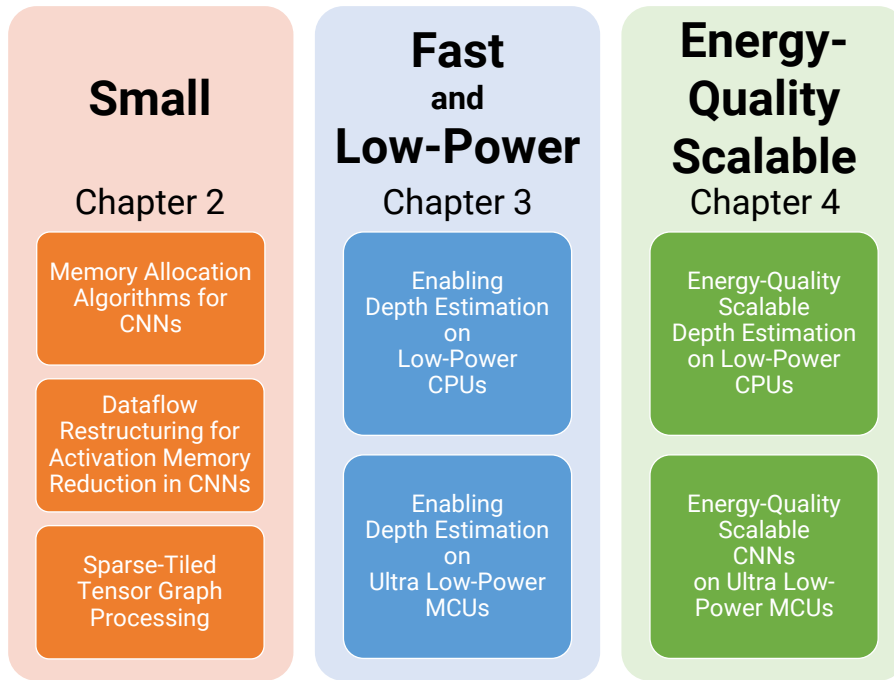 Small
Chapter 2
Memory Allocation
Algorithms for
CNNs
Dataflow
Restructuring for
Activation Memory
Reduction in CNNs
Sparse-Tiled
Tensor Graph
Processing
Fast
and
Low-Power
Chapter 3
Enabling
Depth Estimation
on
Low-Power
CPUs
Enabling
Depth Estimation
on
Ultra Low-Power
MCUs
Energy-
Quality
Scalable
Chapter 4
Energy-Quality
Scalable
Depth Estimation
on Low-Power
CPUs
Energy-Quality
Scalable
CNNs
on Ultra Low-
Power MCUs